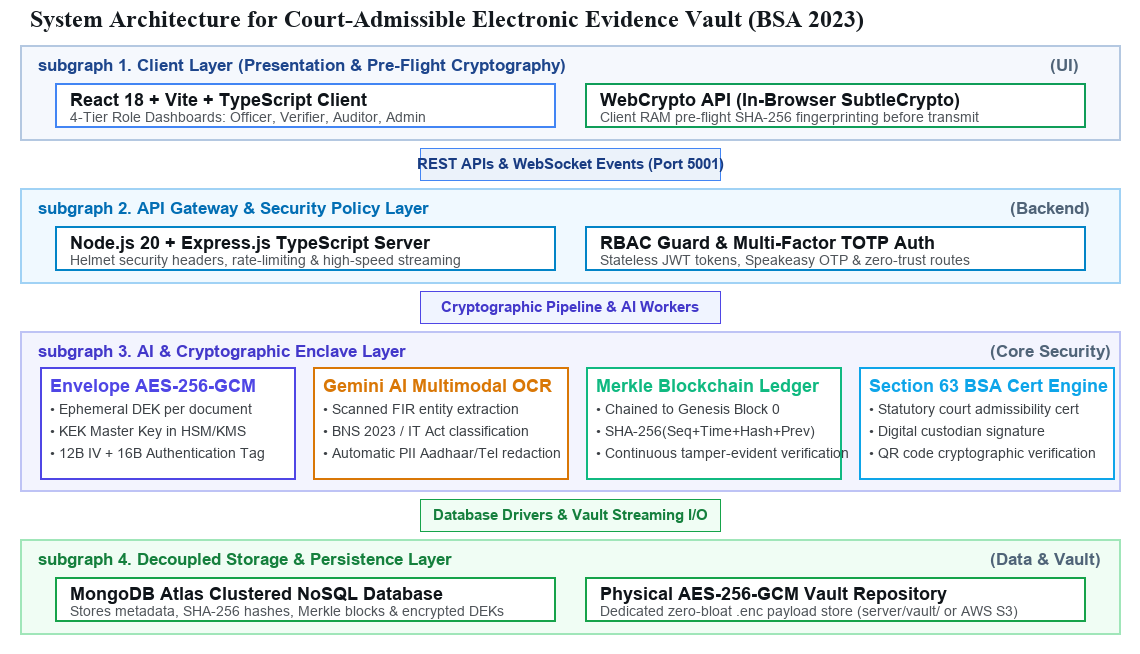 System Architecture for Court-Admissible Electronic Evidence Vault (BSA 2023)
subgraph 1. Client Layer (Presentation & Pre-Flight Cryptography)
(UI)
React 18 + Vite + TypeScript Client
4-Tier Role Dashboards: Officer, Verifier, Auditor, Admin
WebCrypto API (In-Browser SubtleCrypto)
Client RAM pre-flight SHA-256 fingerprinting before transmit
REST APIs & WebSocket Events (Port 5001)
subgraph 2. API Gateway & Security Policy Layer
(Backend)
Node.js 20 + Express.js TypeScript Server
Helmet security headers, rate-limiting & high-speed streaming
RBAC Guard & Multi-Factor TOTP Auth
Stateless JWT tokens, Speakeasy OTP & zero-trust routes
Cryptographic Pipeline & AI Workers
subgraph 3. AI & Cryptographic Enclave Layer
(Core Security)
Envelope AES-256-GCM
• Ephemeral DEK per document
• KEK Master Key in HSM/KMS
• 12B IV + 16B Authentication Tag
Gemini AI Multimodal OCR
• Scanned FIR entity extraction
• BNS 2023 / IT Act classification
• Automatic PII Aadhaar/Tel redaction
Merkle Blockchain Ledger
• Chained to Genesis Block 0
• SHA-256(Seq+Time+Hash+Prev)
• Continuous tamper-evident verification
Section 63 BSA Cert Engine
• Statutory court admissibility cert
• Digital custodian signature
• QR code cryptographic verification
Database Drivers & Vault Streaming I/O
subgraph 4. Decoupled Storage & Persistence Layer
(Data & Vault)
MongoDB Atlas Clustered NoSQL Database
Stores metadata, SHA-256 hashes, Merkle blocks & encrypted DEKs
Physical AES-256-GCM Vault Repository
Dedicated zero-bloat .enc payload store (server/vault/ or AWS S3)